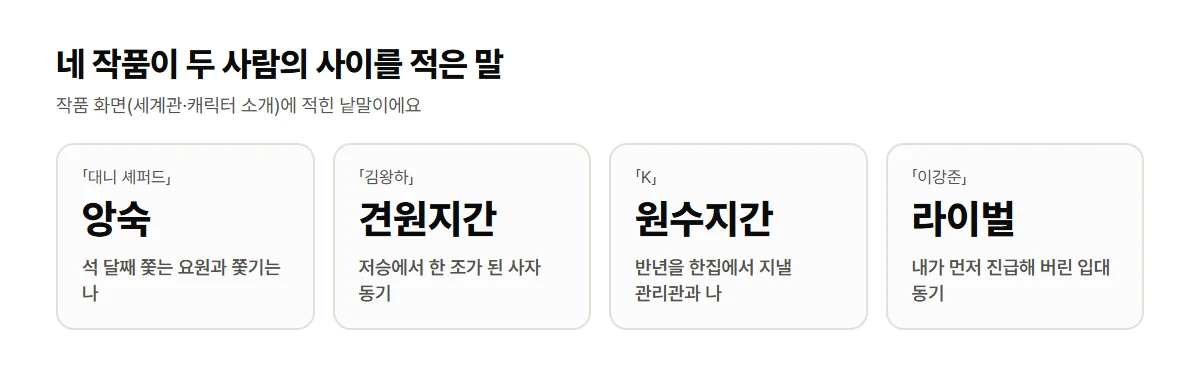 네 작품이 두 사람의 사이를 적은 말
작품 화면(세계관·캐릭터 소개)에 적힌 낱말이에요
「대니 셰퍼드」
앙숙
석 달째 쫓는 요원과 쫓기는
나
「김왕하」
견원지간
저승에서 한 조가 된 사자
동기
「K」
원수지간
반년을 한집에서 지낼
관리관과 나
「이강준」
라이벌
내가 먼저 진급해 버린 입대
동기